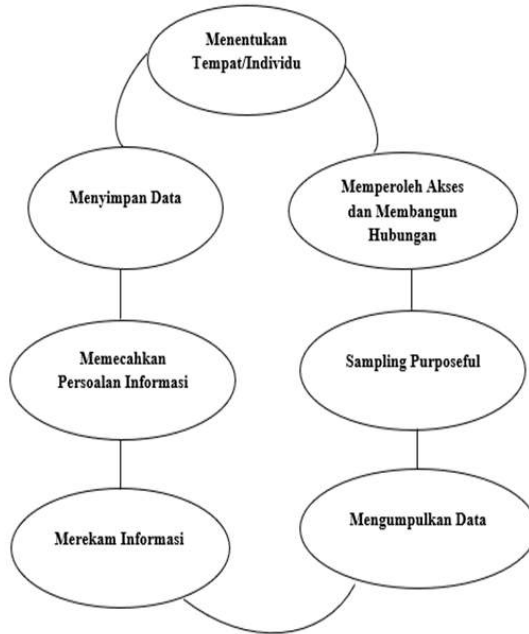 Menentukan
Tempat/Individu
Menyimpan Data
Memperoleh Akses
dan Membangun
Hubungan
Memecahkan
Persoalan Informasi
Sampling Purposeful
Merekam Informasi
Mengumpulkan Data